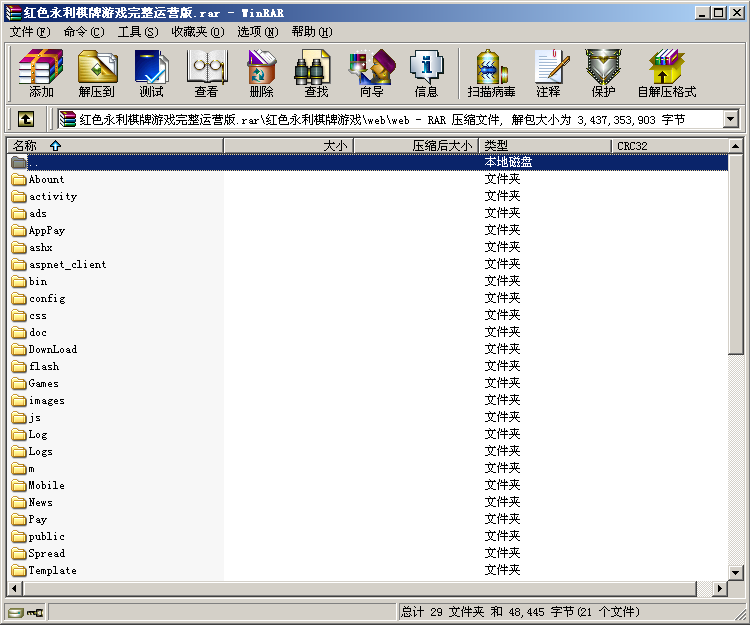 红色永利棋牌游戏完整运营版.rar - WinRAR
文件(F) 命令(C) 工具(S) 收藏夹(O) 选项(N) 帮助(H)
添加 解压到 测试 查看 删除 查找 向导 信息 扫描病毒 注释 保护 自解压格式
红色永利棋牌游戏完整运营版.rar\红色永利棋牌游戏\web\web - RAR 压缩文件, 解包大小为 3,437,353,903 字节
名称 大小 压缩后大小 类型 CRC32
.. 本地磁盘
Abount 文件夹
activity 文件夹
ads 文件夹
AppPay 文件夹
ashx 文件夹
aspnet_client 文件夹
bin 文件夹
config 文件夹
css 文件夹
doc 文件夹
DownLoad 文件夹
flash 文件夹
Games 文件夹
images 文件夹
js 文件夹
Log 文件夹
Logs 文件夹
m 文件夹
Mobile 文件夹
News 文件夹
Pay 文件夹
public 文件夹
Spread 文件夹
Template 文件夹
总计 29 文件夹 和 48,445 字节(21 个文件)